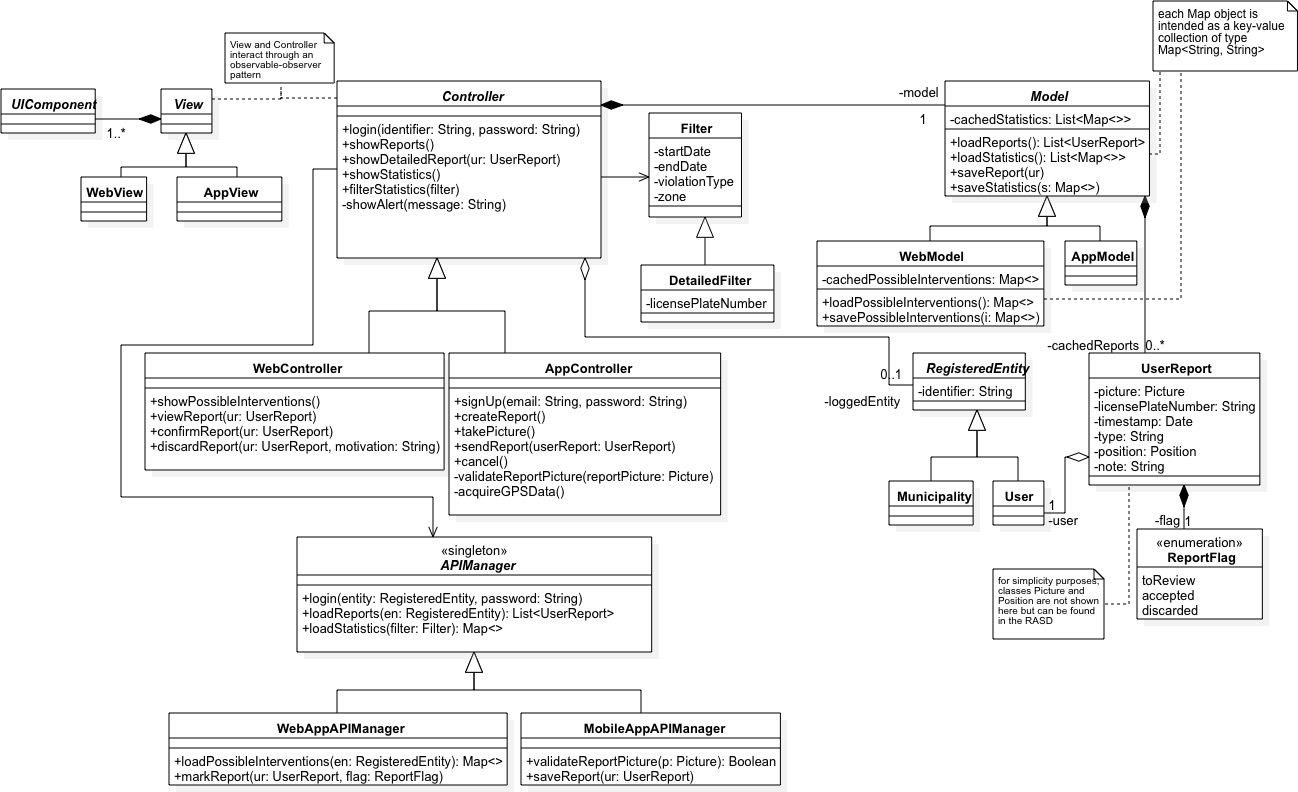 each Map object is
intended as a key-value
collection of type
Map<String, String>
View and Controller
interact through an
observable-observer
pattern
UIComponent
1..*
View
WebView
AppView
Controller
+login(identifier: String, password: String)
+showReports()
+showDetailedReport(ur: UserReport)
+showStatistics()
+filterStatistics(filter)
-showAlert(message: String)
-model
1
Filter
-startDate
-endDate
-violationType
-zone
DetailedFilter
-licensePlateNumber
Model
-cachedStatistics: List<Map<>>
+loadReports(): List<UserReport>
+loadStatistics(): List<Map<>>
+saveReport(ur)
+saveStatistics(s: Map<>)
WebModel
-cachedPossibleInterventions: Map<>
+loadPossibleInterventions(): Map<>
+savePossibleInterventions(i: Map<>)
AppModel
-cachedReports
0..*
WebController
+showPossibleInterventions()
+viewReport(ur: UserReport)
+confirmReport(ur: UserReport)
+discardReport(ur: UserReport, motivation: String)
AppController
+signUp(email: String, password: String)
+createReport()
+takePicture()
+sendReport(userReport: UserReport)
+cancel()
-validateReportPicture(reportPicture: Picture)
-acquireGPSData()
0..1
-loggedEntity
RegisteredEntity
-identifier: String
Municipality
User
1
-user
UserReport
-picture: Picture
-licensePlateNumber: String
-timestamp: Date
-type: String
-position: Position
-note: String
-flag
1
«enumeration»
ReportFlag
toReview
accepted
discarded
for simplicity purposes,
classes Picture and
Position are not shown
here but can be found
in the RASD
«singleton»
APIManager
+login(entity: RegisteredEntity, password: String)
+loadReports(en: RegisteredEntity): List<UserReport>
+loadStatistics(filter: Filter): Map<>
WebAppAPIManager
+loadPossibleInterventions(en: RegisteredEntity): Map<>
+markReport(ur: UserReport, flag: ReportFlag)
MobileAppAPIManager
+validateReportPicture(p: Picture): Boolean
+saveReport(ur: UserReport)